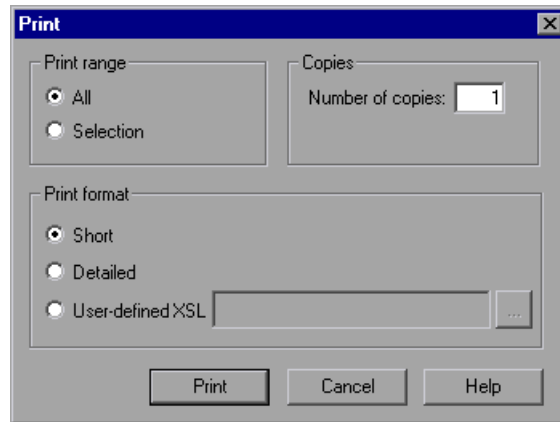 Print
Print range
All
Selection
Copies
Number of copies: 1
Print format
Short
Detailed
User-defined XSL ...
Print Cancel Help